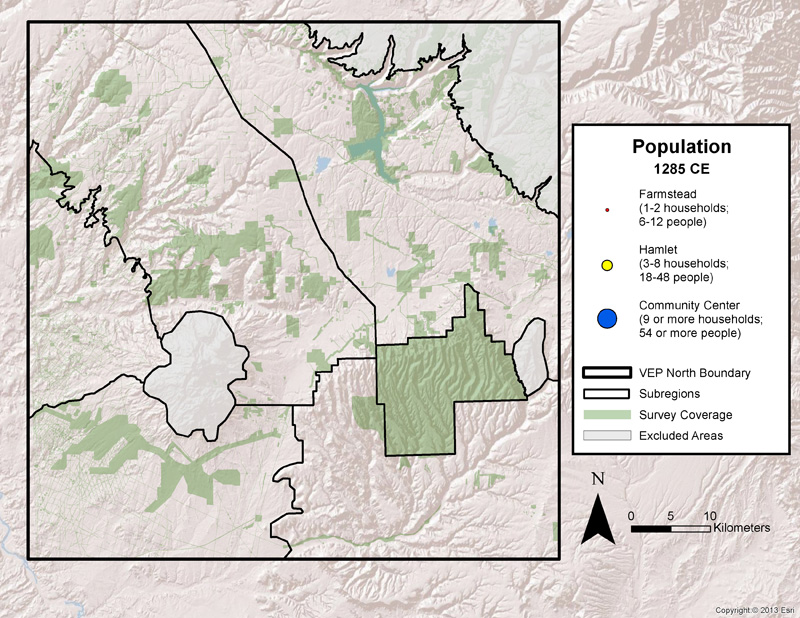 Population
1285 CE
Farmstead
(1-2 households;
6-12 people)
Hamlet
(3-8 households;
18-48 people)
Community Center
(9 or more households;
54 or more people)
VEP North Boundary
Subregions
Survey Coverage
Excluded Areas
N
0 5 10
Kilometers
Copyright:© 2013 Esri